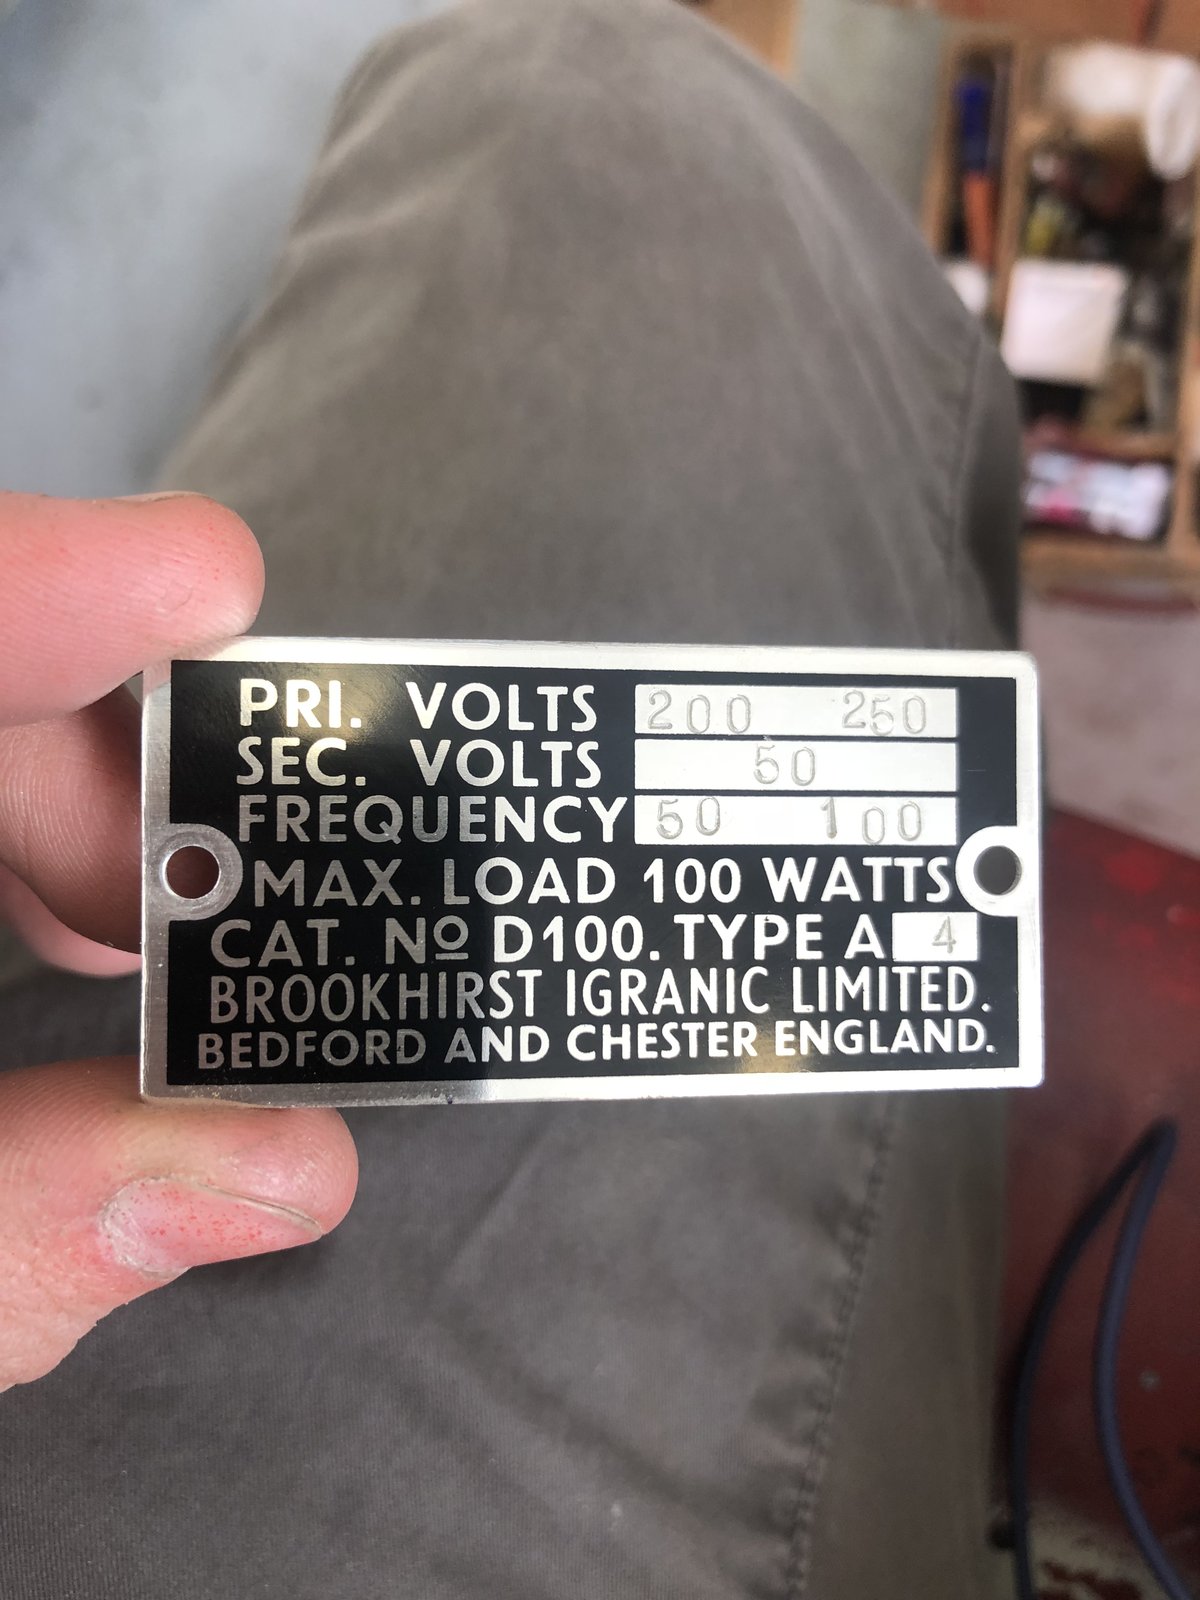 PRI. VOLTS 200 250
SEC. VOLTS 50
FREQUENCY 50 100
MAX. LOAD 100 WATTS
CAT. Nº D100. TYPE A 4
BROOKHIRST IGRANIC LIMITED.
BEDFORD AND CHESTER ENGLAND.